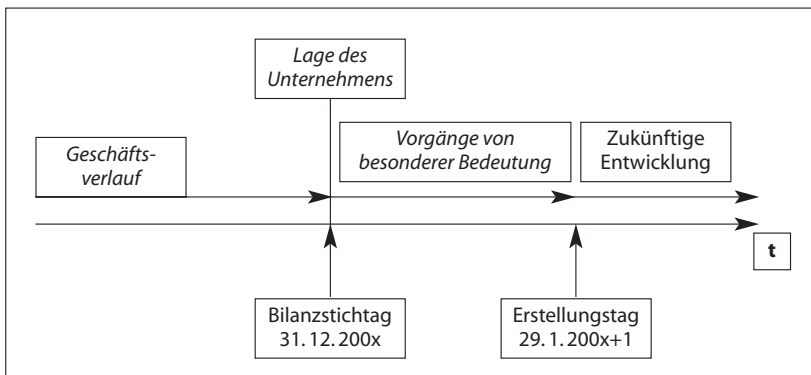 Lage des
Unternehmens
Geschäfts-
verlauf
Vorgänge von
besonderer Bedeutung
Zukünftige
Entwicklung
t
Bilanzstichtag
31. 12. 200x
Erstellungstag
29. 1. 200x+1